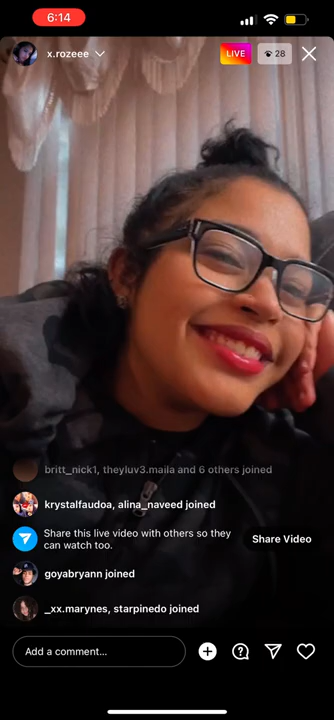 6:14
x.rozeee
LIVE
28
britt_nick1, theyluv3.maila and 6 others joined
krystalfaudoa, alina_naveed joined
Share this live video with others so they
can watch too.
Share Video
goyabryann joined
_xx.marynes, starpinedo joined
Add a comment...